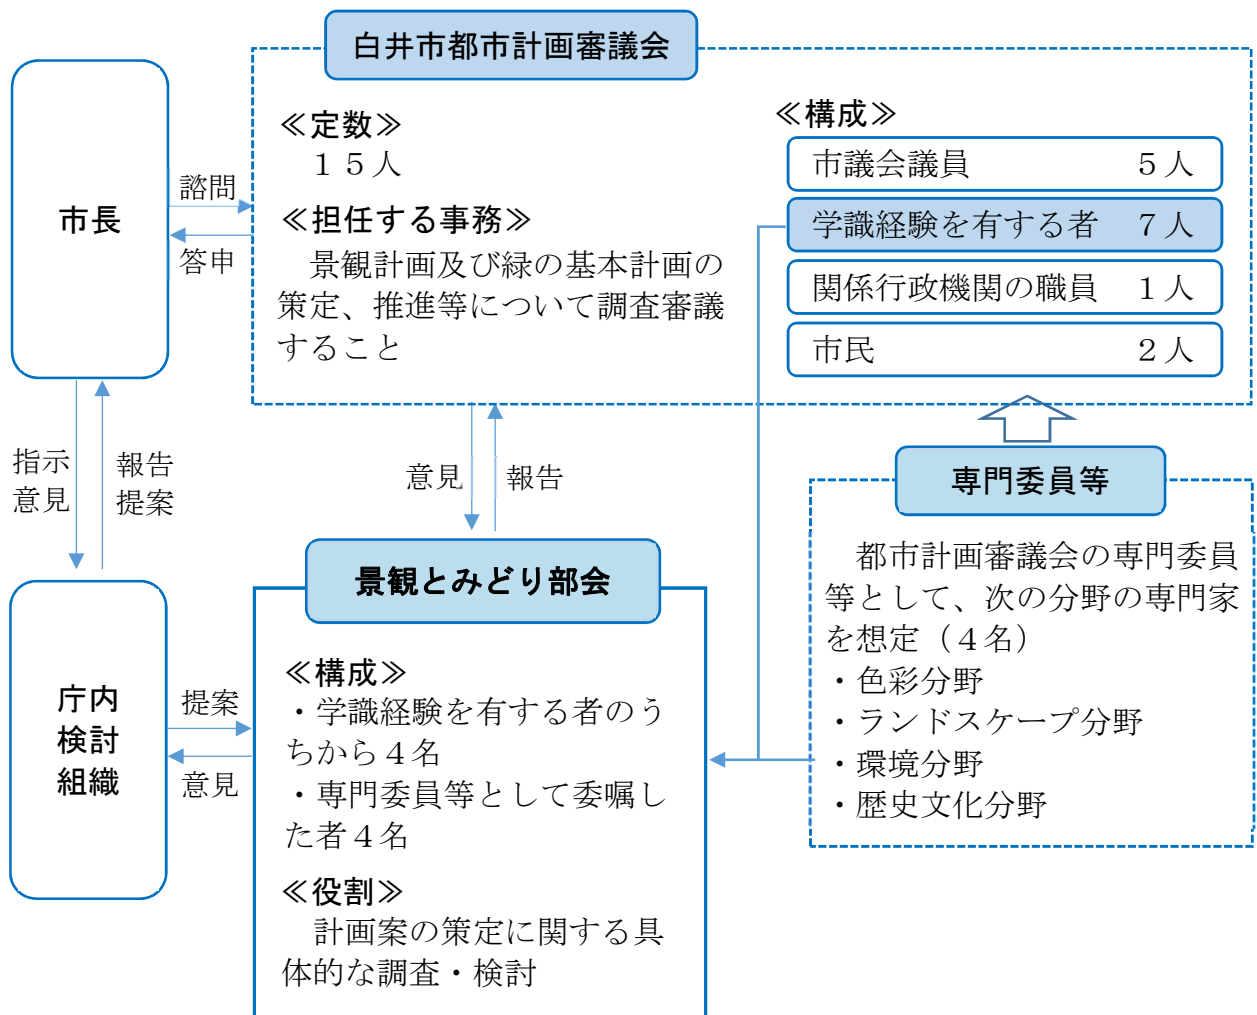 白井市都市計画審議会
市長
諮問
答申
≪定数≫
１５人
≪担任する事務≫
景観計画及び緑の基本計画の
策定、推進等について調査審議
すること
≪構成≫
市議会議員 ５人
学識経験を有する者 ７人
関係行政機関の職員 １人
市民 ２人
指示
意見
報告
提案
意見
報告
専門委員等
都市計画審議会の専門委員
等として、次の分野の専門家
を想定（４名）
・色彩分野
・ランドスケープ分野
・環境分野
・歴史文化分野
庁内
検討
組織
提案
意見
景観とみどり部会
≪構成≫
・学識経験を有する者のう
ちから４名
・専門委員等として委嘱し
た者４名
≪役割≫
計画案の策定に関する具
体的な調査・検討